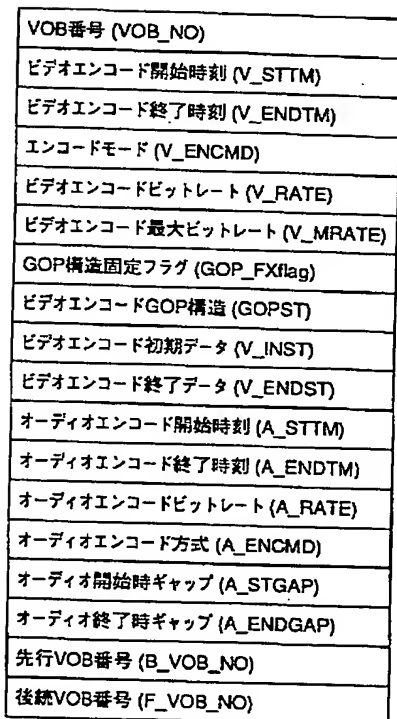 VOB番号 (VOB_NO)
ビデオエンコード開始時刻 (V_STTM)
ビデオエンコード終了時刻 (V_ENDTM)
エンコードモード (V_ENCMD)
ビデオエンコードビットレート (V_RATE)
ビデオエンコード最大ビットレート (V_MRATE)
GOP構造固定フラグ (GOP_FXflag)
ビデオエンコードGOP構造 (GOPST)
ビデオエンコード初期データ (V_INST)
ビデオエンコード終了データ (V_ENDST)
オーディオエンコード開始時刻 (A_STTM)
オーディオエンコード終了時刻 (A_ENDTM)
オーディオエンコードビットレート (A_RATE)
オーディオエンコード方式 (A_ENCMD)
オーディオ開始時ギャップ (A_STGAP)
オーディオ終了時ギャップ (A_ENDGAP)
先行VOB番号 (B_VOB_NO)
後続VOB番号 (F_VOB_NO)